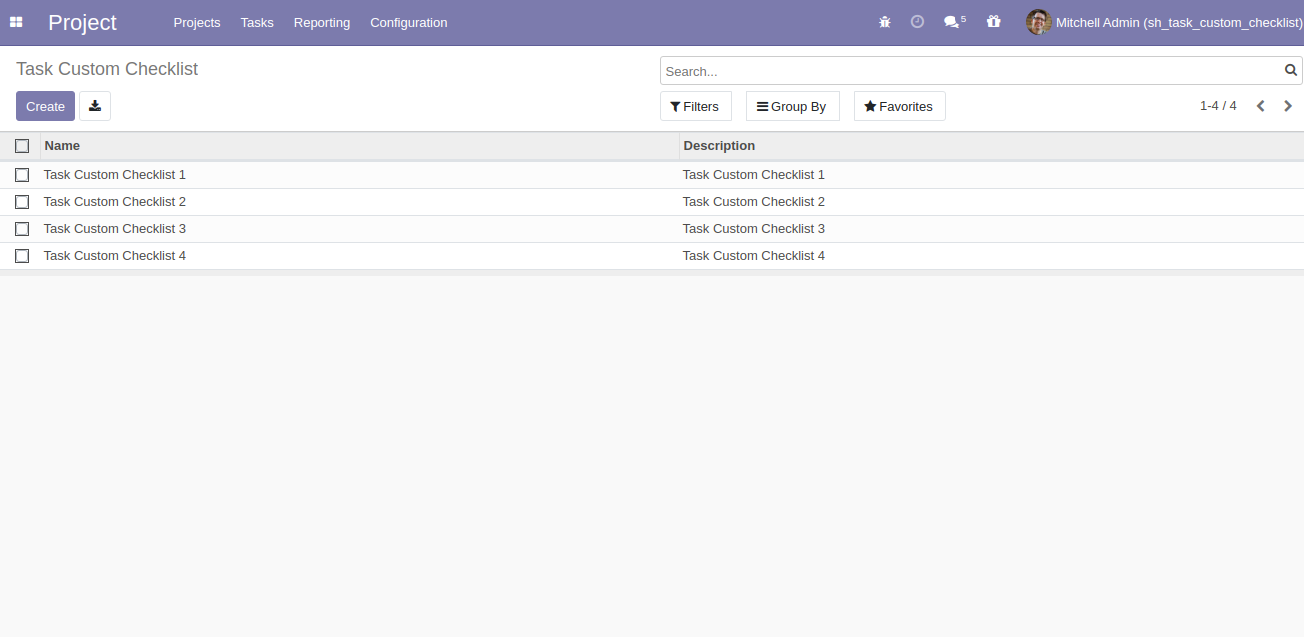 Project Projects Tasks Reporting Configuration 5 Mitchell Admin (sh_task_custom_checklist)
Task Custom Checklist
Search...
Create Filters Group By Favorites 1-4 / 4
Name Description
Task Custom Checklist 1 Task Custom Checklist 1
Task Custom Checklist 2 Task Custom Checklist 2
Task Custom Checklist 3 Task Custom Checklist 3
Task Custom Checklist 4 Task Custom Checklist 4